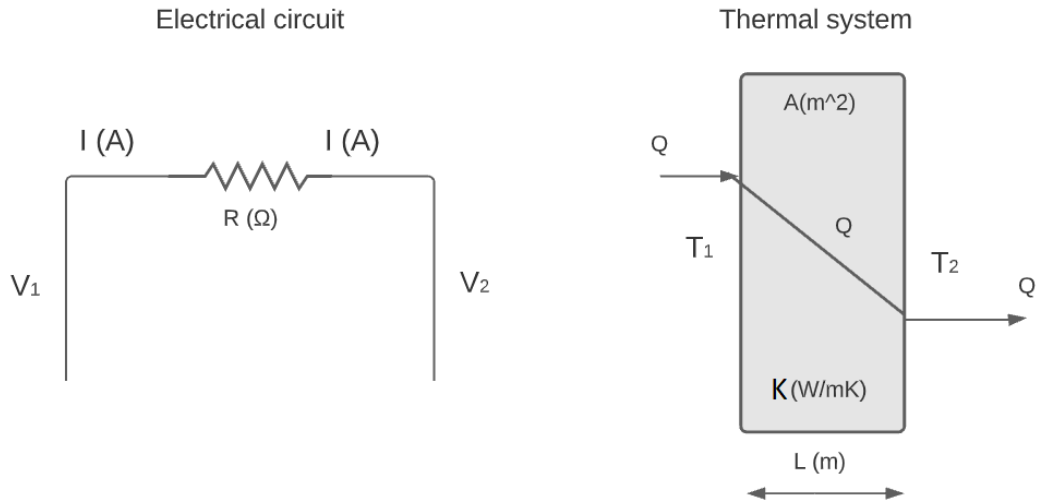 Electrical circuit
I (A)
I (A)
R (Ω)
V1
V2
Thermal system
A(m^2)
Q
Q
T1
T2
Q
K (W/mK)
L (m)